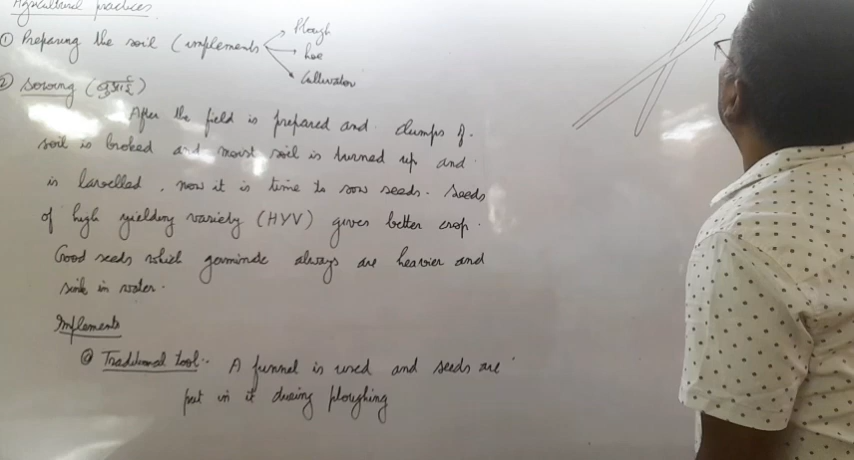 Agricultural practices
① Preparing the soil (implements → Plough
→ hoe
→ Cultivator
② Sowing (बुआई)
After the field is prepared and clumps of
soil is broked and moist soil is turned up and
is lavelled, now it is time to sow seeds. Seeds
of high yielding variety (HYV) gives better crop.
Good seeds which germinate always are heavier and
sink in water.
Implements
@ Traditional tool:- A funnel is used and seeds are
put in it during ploughing